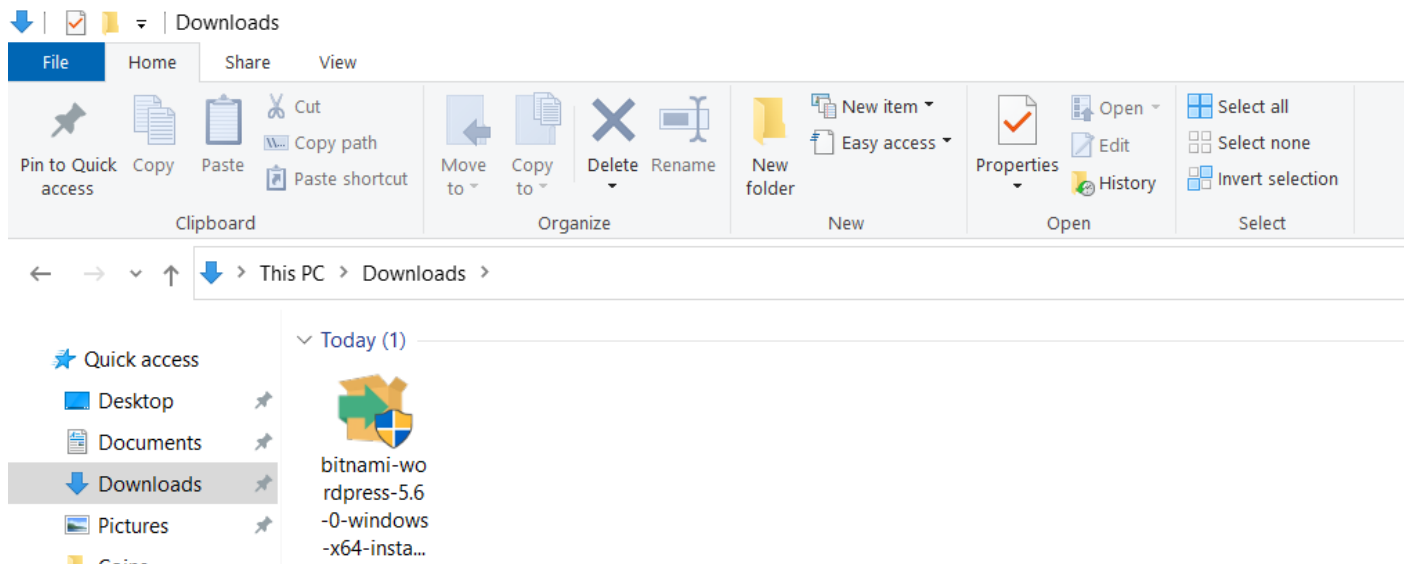 Downloads
File Home Share View
Pin to Quick access
Copy
Paste
Cut
Copy path
Paste shortcut
Clipboard
Move to
Copy to
Delete
Rename
Organize
New folder
New item
Easy access
New
Properties
Open
Edit
History
Open
Select all
Select none
Invert selection
Select
This PC > Downloads >
Quick access
Desktop
Documents
Downloads
Pictures
Today (1)
bitnami-wo
rdpress-5.6
-0-windows
-x64-insta...